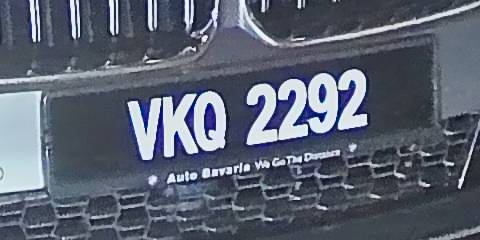 VKQ 2292
Auto Bavaria We Go The Distance